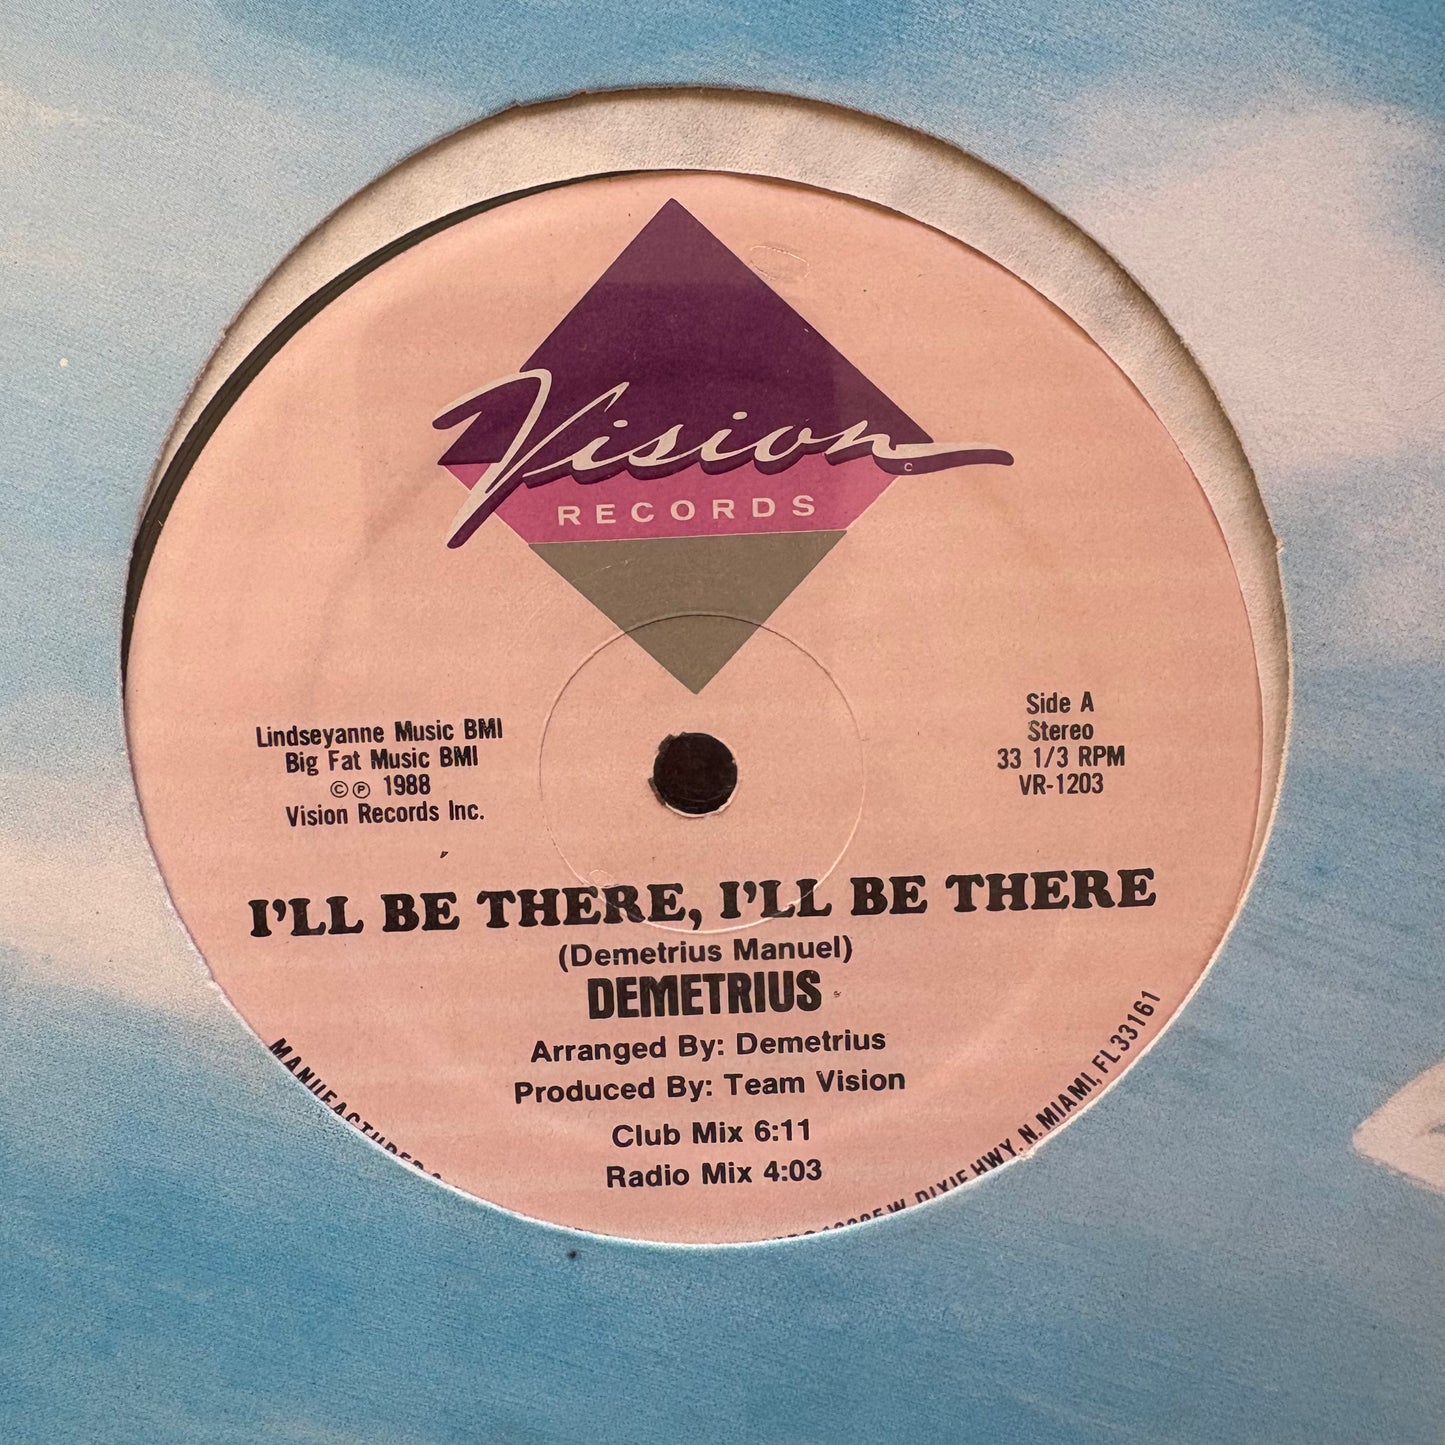 Vision
RECORDS
©
Lindseyanne Music BMI
Big Fat Music BMI
© ℗ 1988
Vision Records Inc.
Side A
Stereo
33 1/3 RPM
VR-1203
I'LL BE THERE, I'LL BE THERE
(Demetrius Manuel)
DEMETRIUS
Arranged By: Demetrius
Produced By: Team Vision
Club Mix 6:11
Radio Mix 4:03
MANUFACTURED
W. DIXIE HWY. N. MIAMI, FL 33161